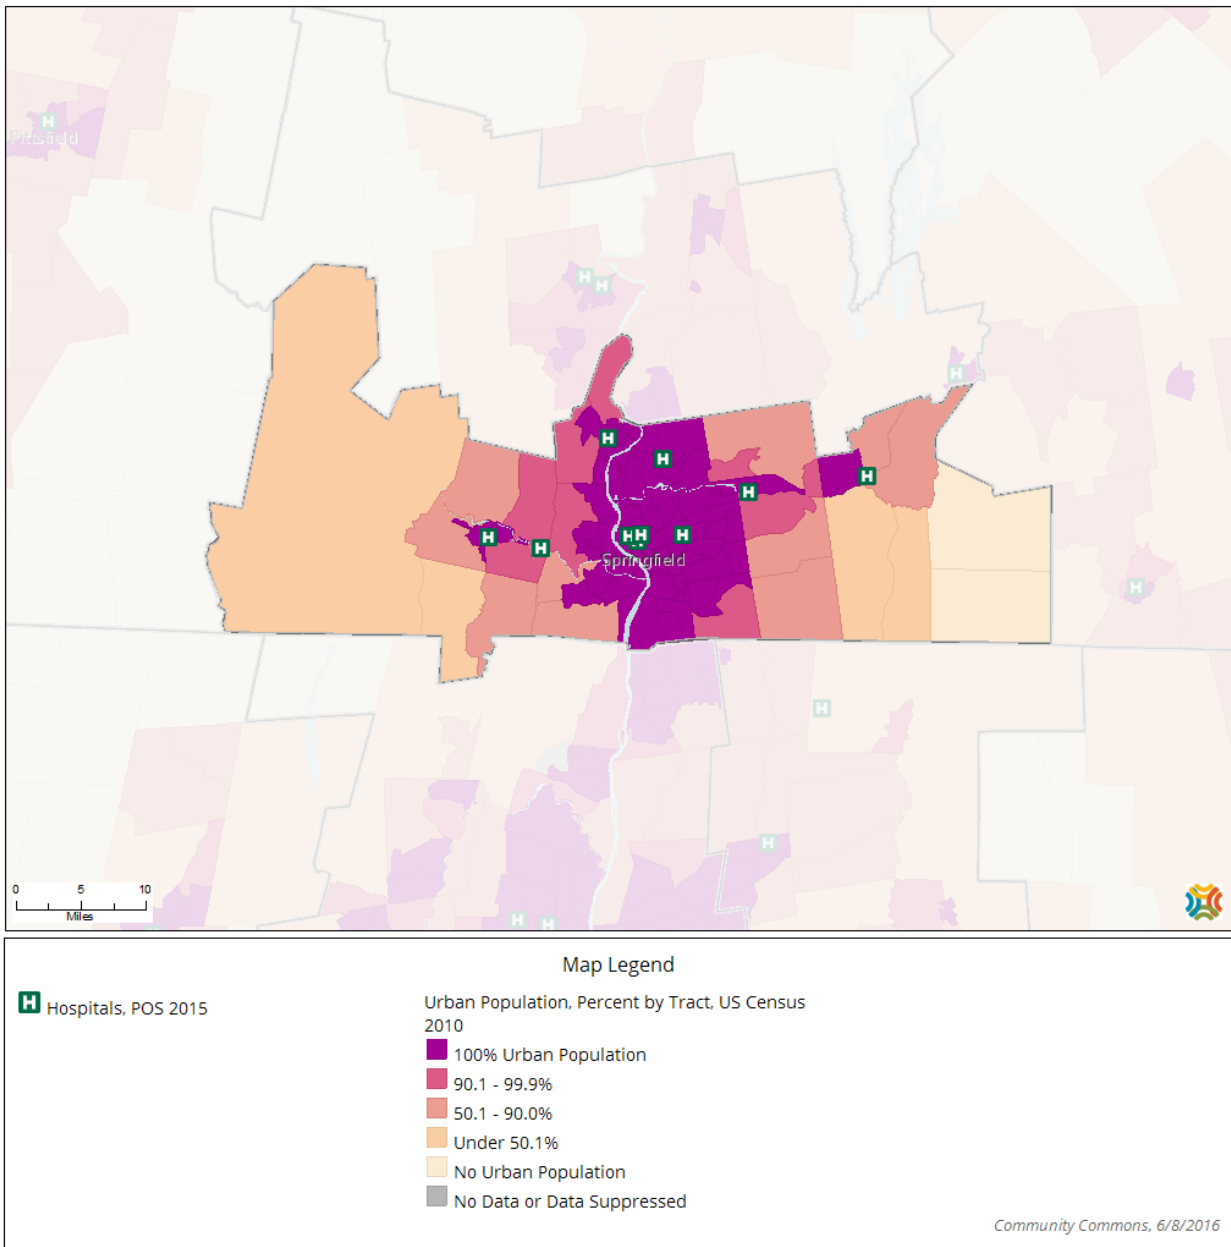 H
Pittsfield
H
H
H
H
H
H
H
H
H
H
H
H
H
Springfield
H
H
H
H
H
0 5 10
Miles
Map Legend
H Hospitals, POS 2015
Urban Population, Percent by Tract, US Census
2010
100% Urban Population
90.1 - 99.9%
50.1 - 90.0%
Under 50.1%
No Urban Population
No Data or Data Suppressed
Community Commons, 6/8/2016